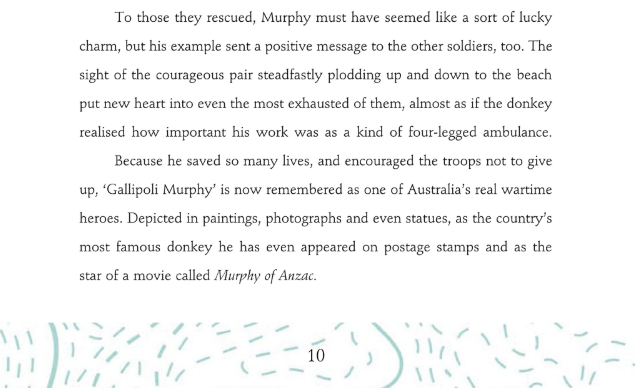 To those they rescued, Murphy must have seemed like a sort of lucky
charm, but his example sent a positive message to the other soldiers, too. The
sight of the courageous pair steadfastly plodding up and down to the beach
put new heart into even the most exhausted of them, almost as if the donkey
realised how important his work was as a kind of four-legged ambulance.
Because he saved so many lives, and encouraged the troops not to give
up, ‘Gallipoli Murphy’ is now remembered as one of Australia’s real wartime
heroes. Depicted in paintings, photographs and even statues, as the country’s
most famous donkey he has even appeared on postage stamps and as the
star of a movie called Murphy of Anzac.
10